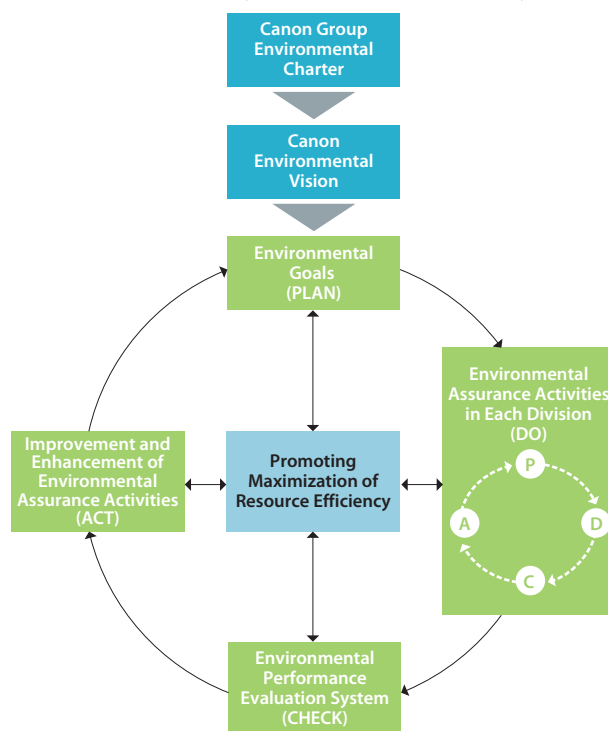 Canon Group
Environmental
Charter
Canon
Environmental
Vision
Environmental
Goals
(PLAN)
Environmental
Assurance Activities
in Each Division
(DO)
P
D
C
A
Improvement and
Enhancement of
Environmental
Assurance Activities
(ACT)
Promoting
Maximization of
Resource Efficiency
Environmental
Performance
Evaluation System
(CHECK)